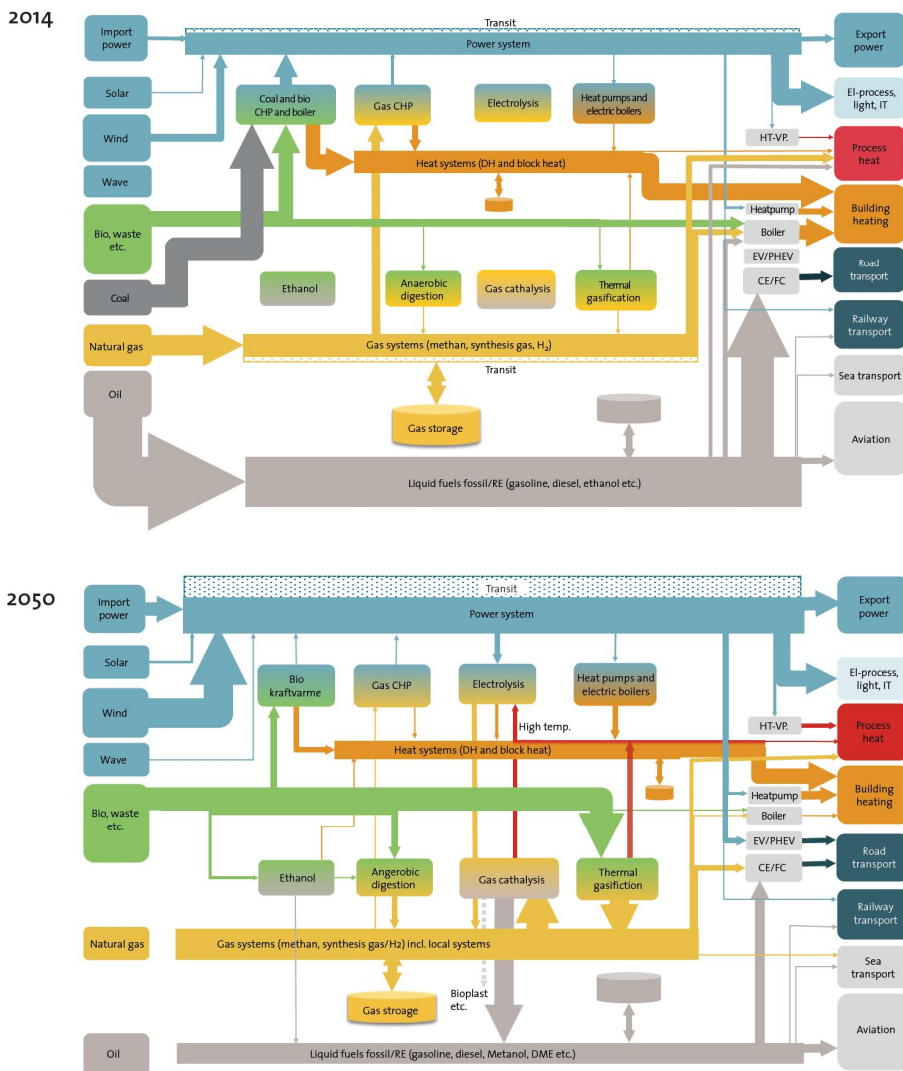 2014
Transit
Import
power
Power system
Export
power
Solar
Coal and bio
CHP and boiler
Gas CHP
Electrolysis
Heat pumps and
electric boilers
El-process,
light, IT
Wind
HT-VP.
Process
heat
Heat systems (DH and block heat)
Wave
Bio, waste
etc.
Heatpump
Building
heating
Boiler
EV/PHEV
Road
transport
CE/FC
Coal
Ethanol
Anaerobic
digestion
Gas cathalysis
Thermal
gasification
Railway
transport
Natural gas
Gas systems (methan, synthesis gas, H₂)
Transit
Sea transport
Oil
Gas storage
Aviation
Liquid fuels fossil/RE (gasoline, diesel, ethanol etc.)
2050
Transit
Import
power
Power system
Export
power
Solar
Bio
kraftvarme
Gas CHP
Electrolysis
Heat pumps and
electric boilers
El-process,
light, IT
Wind
High temp.
HT-VP.
Process
heat
Heat systems (DH and block heat)
Wave
Bio, waste
etc.
Heatpump
Building
heating
Boiler
EV/PHEV
Road
transport
CE/FC
Ethanol
Angerobic
digestion
Gas cathalysis
Thermal
gasifiction
Railway
transport
Natural gas
Gas systems (methan, synthesis gas/H2) incl. local systems
Sea
transport
Gas stroage
Bioplast
etc.
Aviation
Oil
Liquid fuels fossil/RE (gasoline, diesel, Metanol, DME etc.)